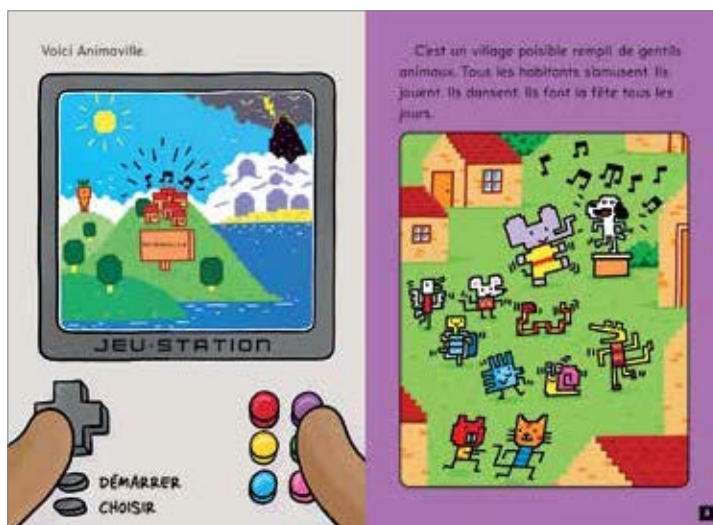 Voici Animaville.
JEU-STATION
DÉMARRER
CHOISIR
C'est un village paisible rempli de gentils
animaux. Tous les habitants s'amusent. Ils
jouent. Ils dansent. Ils font la fête tous les
jours.